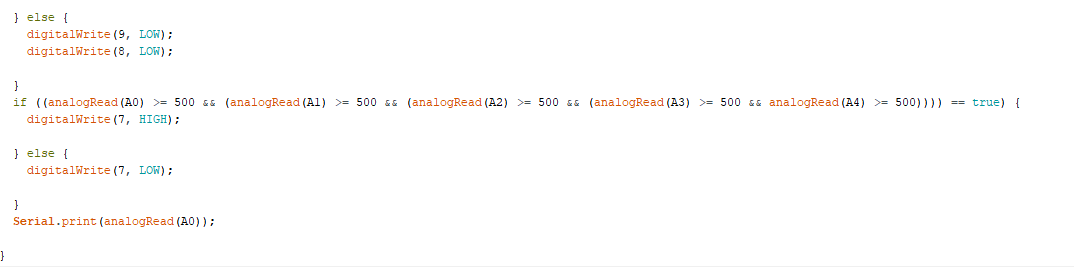 } else {
digitalWrite(9, LOW);
digitalWrite(8, LOW);
}
if ((analogRead(A0) >= 500 && (analogRead(A1) >= 500 && (analogRead(A2) >= 500 && (analogRead(A3) >= 500 && analogRead(A4) >= 500)))) == true) {
digitalWrite(7, HIGH);
} else {
digitalWrite(7, LOW);
}
Serial.print(analogRead(A0));
}